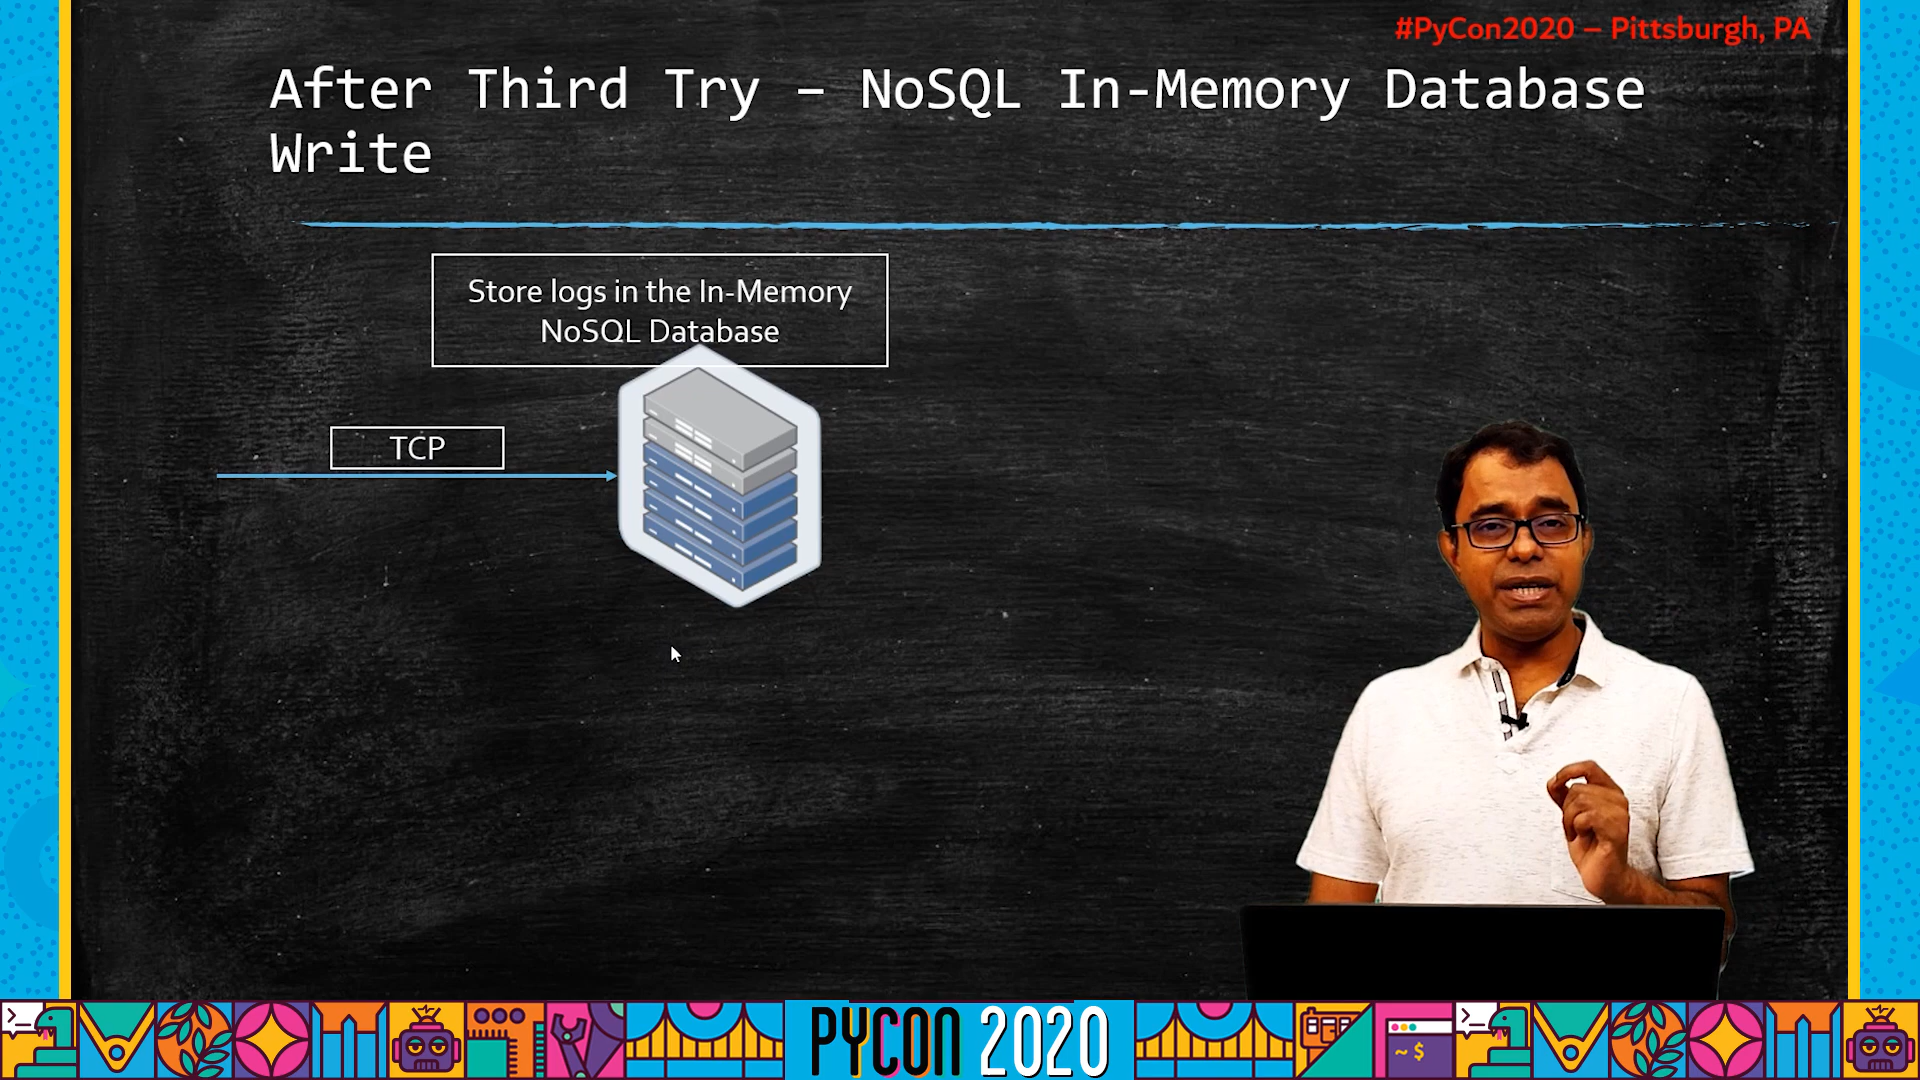 #PyCon2020 – Pittsburgh, PA
After Third Try – NoSQL In-Memory Database
Write
Store logs in the In-Memory
NoSQL Database
TCP
>_
~ $
>_
PYCON 2020